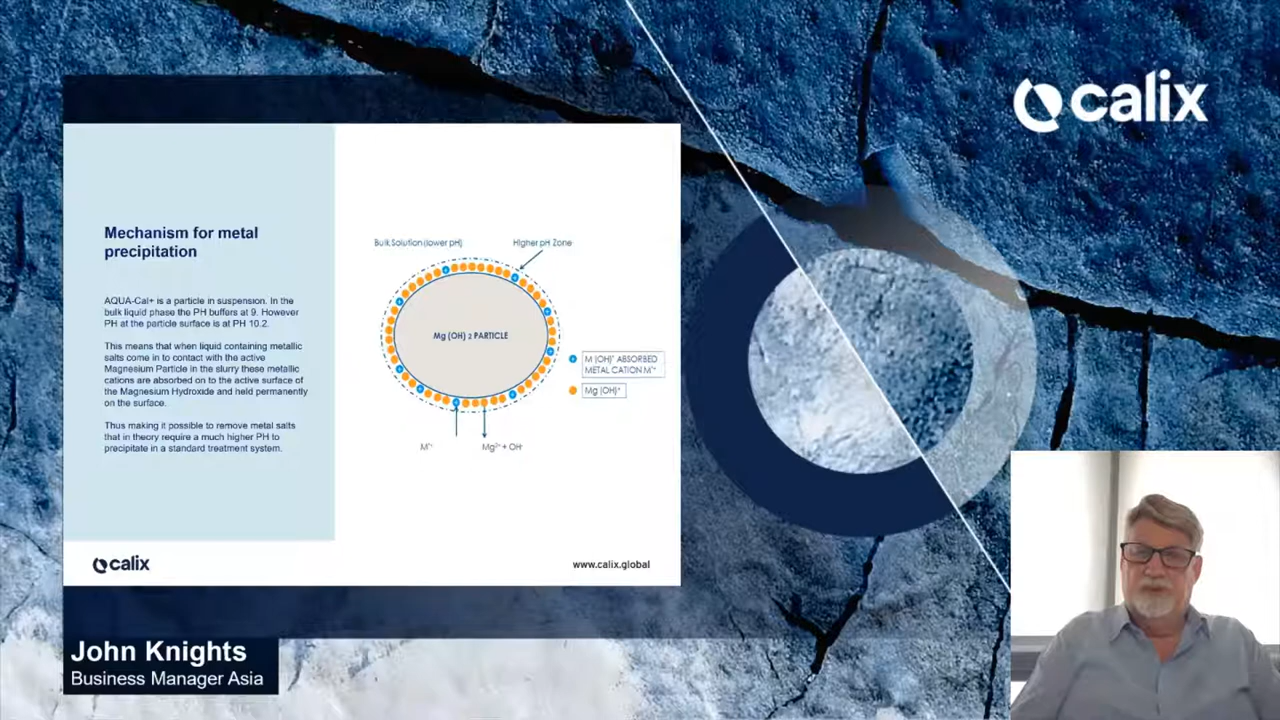 calix
Mechanism for metal
precipitation
AQUA-Cal+ is a particle in suspension. In the
bulk liquid phase the PH buffers at 9. However
PH at the particle surface is at PH 10.2.
This means that when liquid containing metallic
salts come in to contact with the active
Magnesium Particle in the slurry these metallic
cations are absorbed on to the active surface of
the Magnesium Hydroxide and held permanently
on the surface.
Thus making it possible to remove metal salts
that in theory require a much higher PH to
precipitate in a standard treatment system.
Bulk Solution (lower pH)
Higher pH Zone
Mg (OH) 2 PARTICLE
M (OH)⁺ ABSORBED
METAL CATION M⁺⁺
Mg (OH)⁺
M⁺⁺
Mg²⁺ + OH⁻
calix
www.calix.global
John Knights
Business Manager Asia